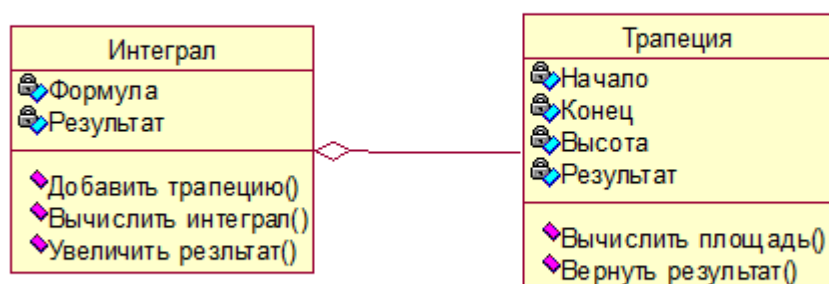 Интеграл
Формула
Результат
Добавить трапецию()
Вычислить интеграл()
Увеличить резльтат()
Трапеция
Начало
Конец
Высота
Результат
Вычислить площадь()
Вернуть результат()